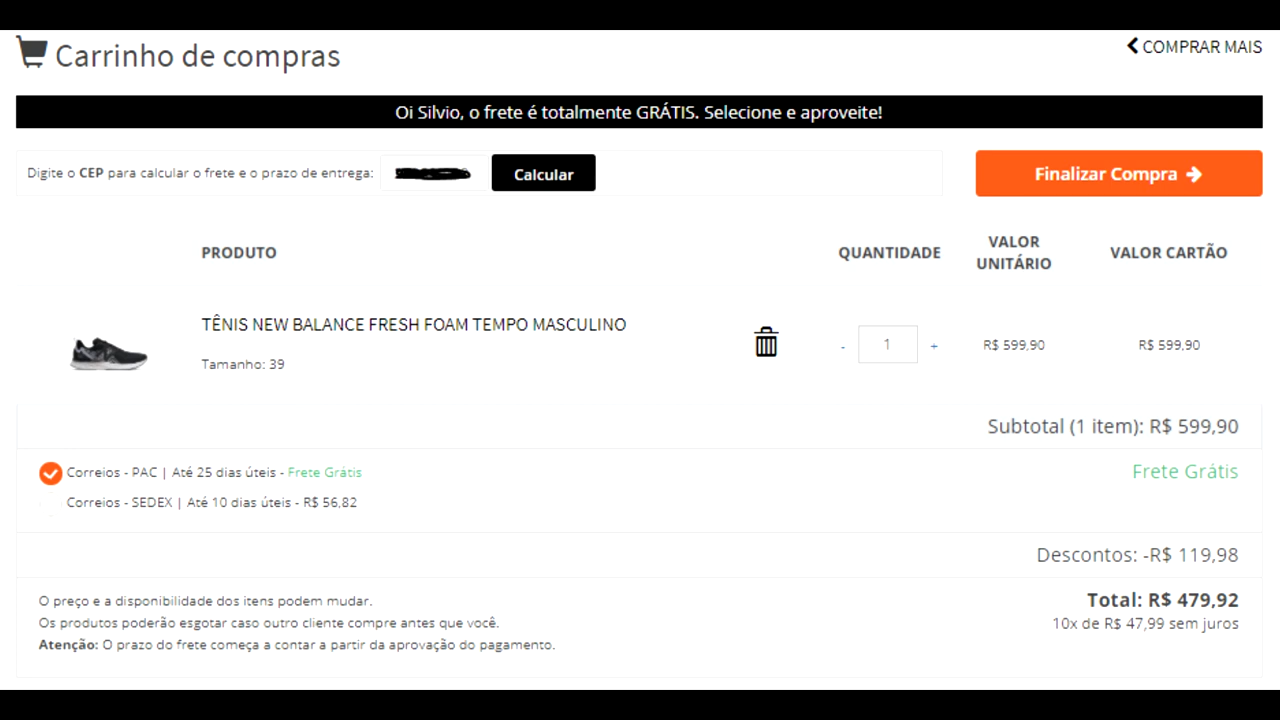 Carrinho de compras
COMPRAR MAIS
Oi Silvio, o frete é totalmente GRÁTIS. Selecione e aproveite!
Digite o CEP para calcular o frete e o prazo de entrega:
Calcular
Finalizar Compra
PRODUTO
QUANTIDADE
VALOR
UNITÁRIO
VALOR CARTÃO
TÊNIS NEW BALANCE FRESH FOAM TEMPO MASCULINO
Tamanho: 39
- 1 +
R$ 599,90
R$ 599,90
Subtotal (1 item): R$ 599,90
Correios - PAC | Até 25 dias úteis - Frete Grátis
Frete Grátis
Correios - SEDEX | Até 10 dias úteis - R$ 56,82
Descontos: -R$ 119,98
O preço e a disponibilidade dos itens podem mudar.
Total: R$ 479,92
Os produtos poderão esgotar caso outro cliente compre antes que você.
10x de R$ 47,99 sem juros
Atenção: O prazo do frete começa a contar a partir da aprovação do pagamento.